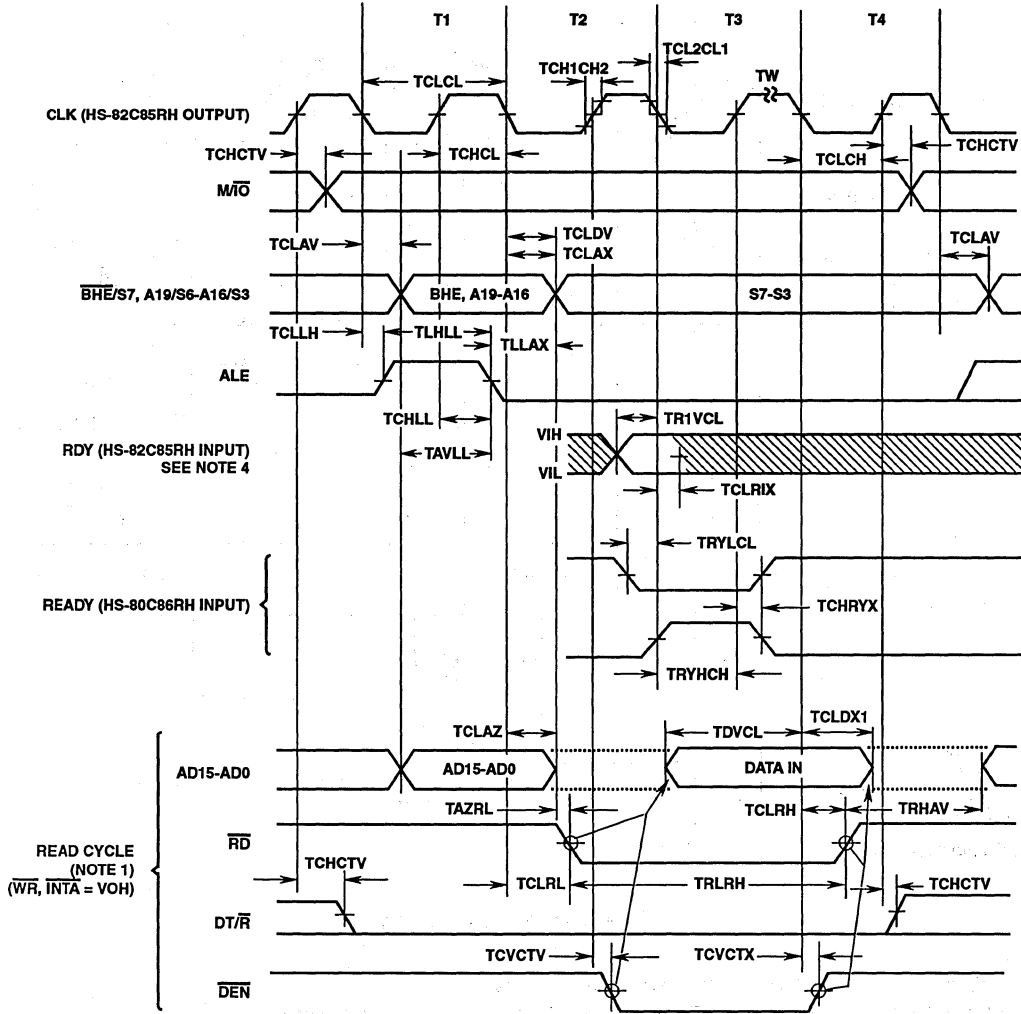 T1 T2 T3 T4
TCL2CL1
TCH1CH2
TCLCL
TW
CLK (HS-82C85RH OUTPUT)
TCHCTV
TCHCL
TCLCH
TCHCTV
M/IO
TCLAV
TCLDV
TCLAX
TCLAV
BHE/S7, A19/S6-A16/S3
BHE, A19-A16
S7-S3
TCLLH
TLHLL
TLLAX
ALE
TCHLL
TR1VCL
RDY (HS-82C85RH INPUT)
SEE NOTE 4
TAVLL
VIH
VIL
TCLRIX
TRYLCL
READY (HS-80C86RH INPUT)
TCHRYX
TRYHCH
TCLAZ
TDVCL
TCLDX1
AD15-AD0
AD15-AD0
DATA IN
TAZRL
TCLRH
TRHAV
RD
READ CYCLE
(NOTE 1)
(WR, INTA = VOH)
TCHCTV
TCLRL
TRLRH
TCHCTV
DT/R
TCVCTV
TCVCTX
DEN